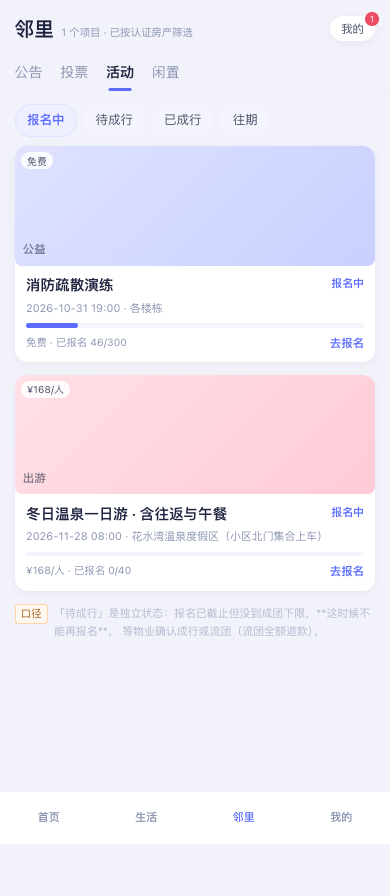 邻里 1 个项目 · 已按认证房产筛选 我的 1
公告 投票 活动 闲置
报名中 待成行 已成行 往期
免费
公益
消防疏散演练 报名中
2026-10-31 19:00 · 各楼栋
免费 · 已报名 46/300 去报名
¥168/人
出游
冬日温泉一日游 · 含往返与午餐 报名中
2026-11-28 08:00 · 花水湾温泉度假区（小区北门集合上车）
¥168/人 · 已报名 0/40 去报名
口径 「待成行」是独立状态：报名已截止但没到成团下限，**这时候不
能再报名**， 等物业确认成行或流团（流团全额退款）。
首页 生活 邻里 我的